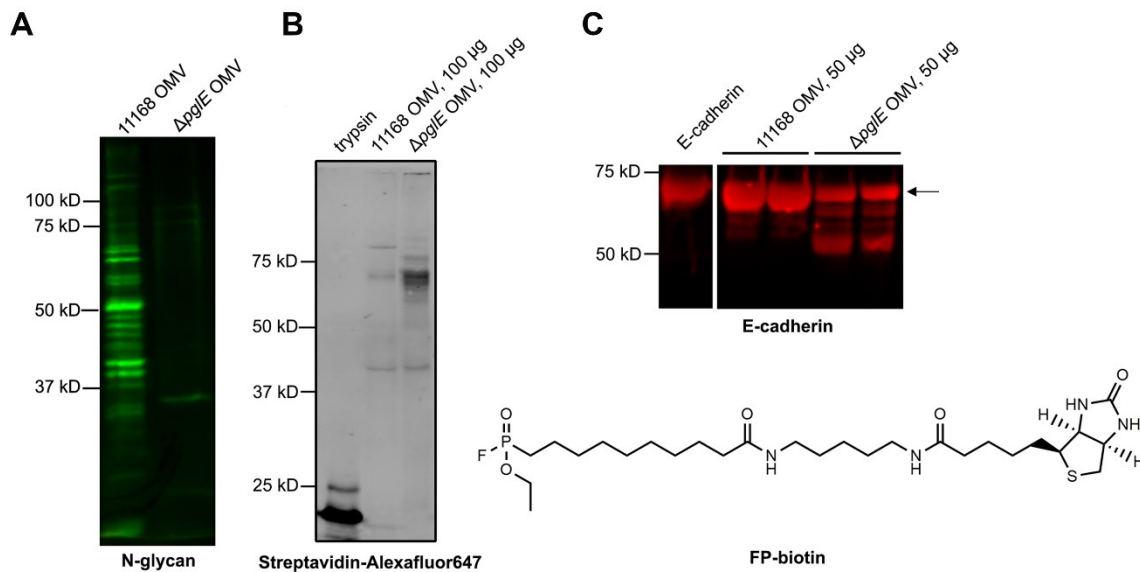 A
11168 OMV
ΔpglE OMV
100 kD
75 kD
50 kD
37 kD
N-glycan
B
trypsin
11168 OMV, 100 µg
ΔpglE OMV, 100 µg
75 kD
50 kD
37 kD
25 kD
Streptavidin-Alexafluor647
C
E-cadherin
11168 OMV, 50 µg
ΔpglE OMV, 50 µg
75 kD
50 kD
E-cadherin
O
F
P
O
O
N
H
O
N
H
O
HN
NH
H
H
S
FP-biotin